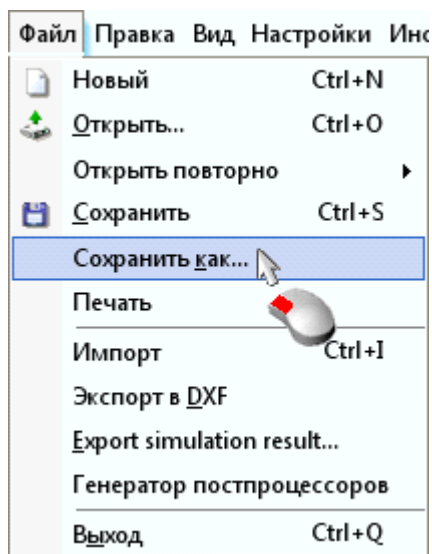 Файл Правка Вид Настройки Инс
Новый Ctrl+N
Открыть... Ctrl+O
Открыть повторно
Сохранить Ctrl+S
Сохранить как...
Печать
Импорт Ctrl+I
Экспорт в DXF
Export simulation result...
Генератор постпроцессоров
Выход Ctrl+Q